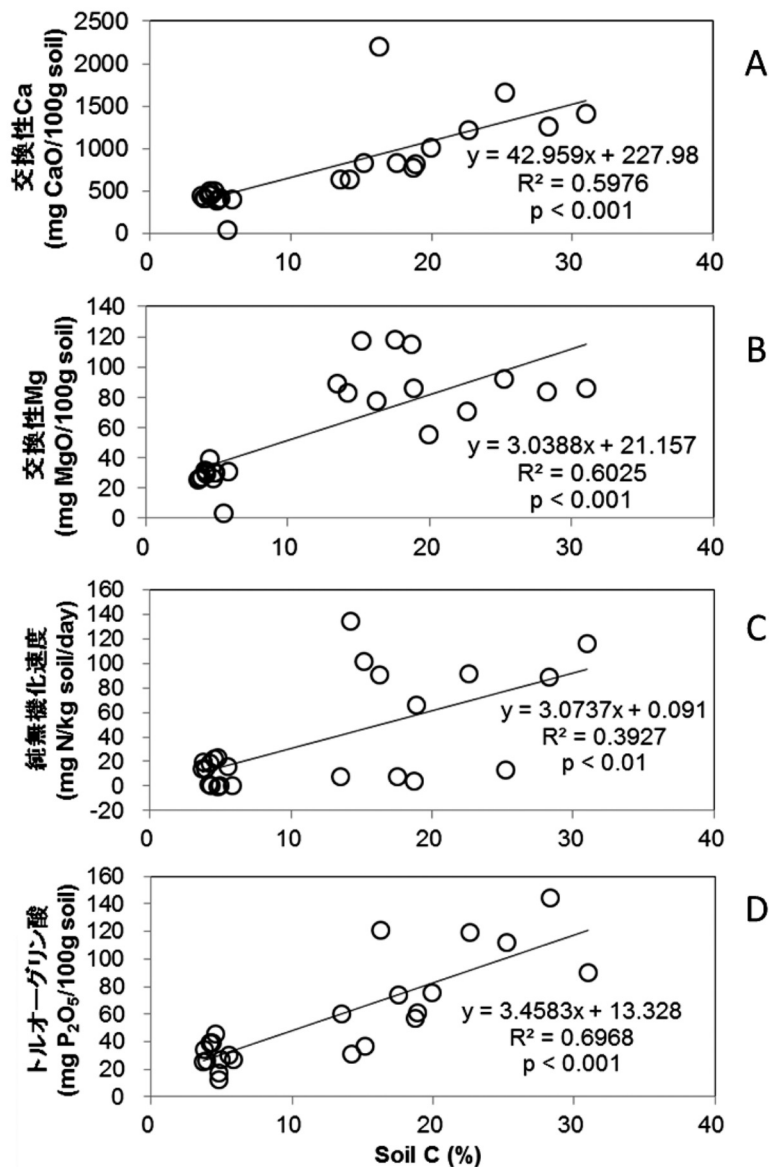 2500
2000
1500
1000
500
0
交換性Ca
(mg CaO/100g soil)
A
y = 42.959x + 227.98
R² = 0.5976
p < 0.001
0 10 20 30 40
140
120
100
80
60
40
20
0
交換性Mg
(mg MgO/100g soil)
B
y = 3.0388x + 21.157
R² = 0.6025
p < 0.001
0 10 20 30 40
160
140
120
100
80
60
40
20
0
-20
純無機化速度
(mg N/kg soil/day)
C
y = 3.0737x + 0.091
R² = 0.3927
p < 0.01
0 10 20 30 40
160
140
120
100
80
60
40
20
0
トルオーグリン酸
(mg P₂O₅/100g soil)
D
y = 3.4583x + 13.328
R² = 0.6968
p < 0.001
0 10 20 30 40
Soil C (%)